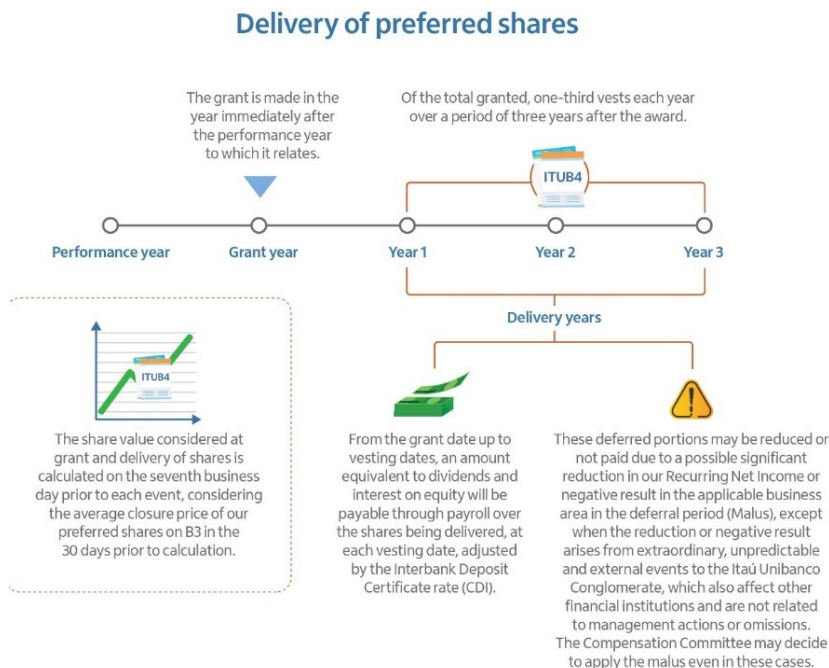 Delivery of preferred shares
The grant is made in the
year immediately after
the performance year
to which it relates.
Of the total granted, one-third vests each year
over a period of three years after the award.
ITUB4
Performance year
Grant year
Year 1
Year 2
Year 3
Delivery years
ITUB4
The share value considered at
grant and delivery of shares is
calculated on the seventh business
day prior to each event, considering
the average closure price of our
preferred shares on B3 in the
30 days prior to calculation.
From the grant date up to
vesting dates, an amount
equivalent to dividends and
interest on equity will be
payable through payroll over
the shares being delivered, at
each vesting date, adjusted
by the Interbank Deposit
Certificate rate (CDI).
These deferred portions may be reduced or
not paid due to a possible significant
reduction in our Recurring Net Income or
negative result in the applicable business
area in the deferral period (Malus), except
when the reduction or negative result
arises from extraordinary, unpredictable
and external events to the Itaú Unibanco
Conglomerate, which also affect other
financial institutions and are not related
to management actions or omissions.
The Compensation Committee may decide
to apply the malus even in these cases.